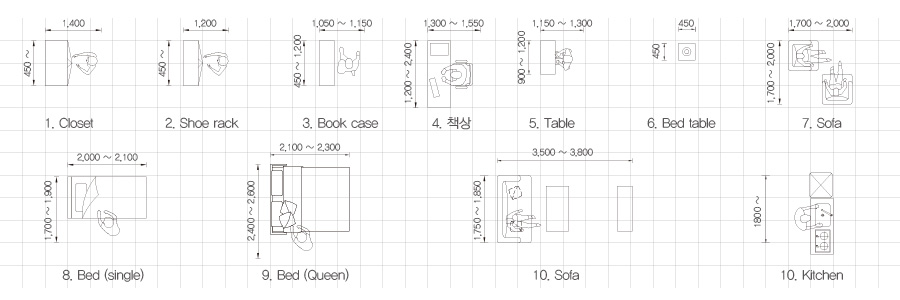 1,400
450 ~
1. Closet
1,200
450 ~
2. Shoe rack
1,050 ~ 1,150
450 ~ 1,200
3. Book case
1,300 ~ 1,550
1,200 ~ 2,400
4. 책상
1,150 ~ 1,300
900 ~ 1,200
5. Table
450
450
6. Bed table
1,700 ~ 2,000
1,700 ~ 2,000
7. Sofa
2,000 ~ 2,100
1,700 ~ 1,900
8. Bed (single)
2,100 ~ 2,300
2,400 ~ 2,600
9. Bed (Queen)
3,500 ~ 3,800
1,750 ~ 1,850
10. Sofa
1800~
10. Kitchen